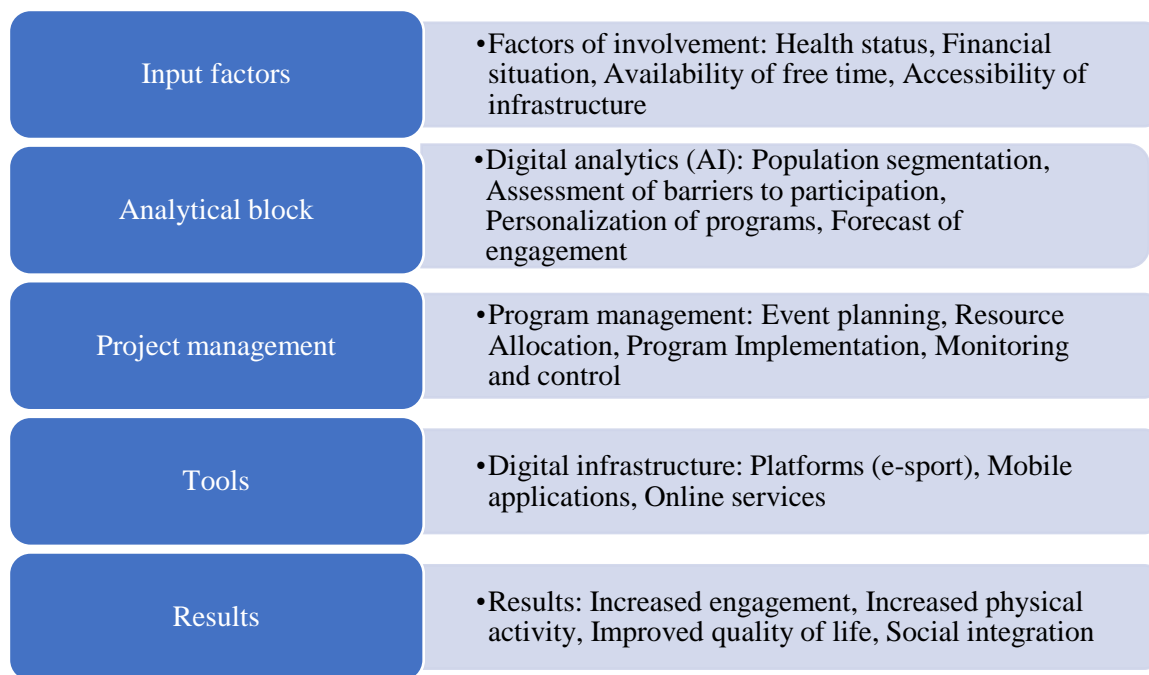 Input factors
•Factors of involvement: Health status, Financial
situation, Availability of free time, Accessibility of
infrastructure
Analytical block
•Digital analytics (AI): Population segmentation,
Assessment of barriers to participation,
Personalization of programs, Forecast of
engagement
Project management
•Program management: Event planning, Resource
Allocation, Program Implementation, Monitoring
and control
Tools
•Digital infrastructure: Platforms (e-sport), Mobile
applications, Online services
Results
•Results: Increased engagement, Increased physical
activity, Improved quality of life, Social integration